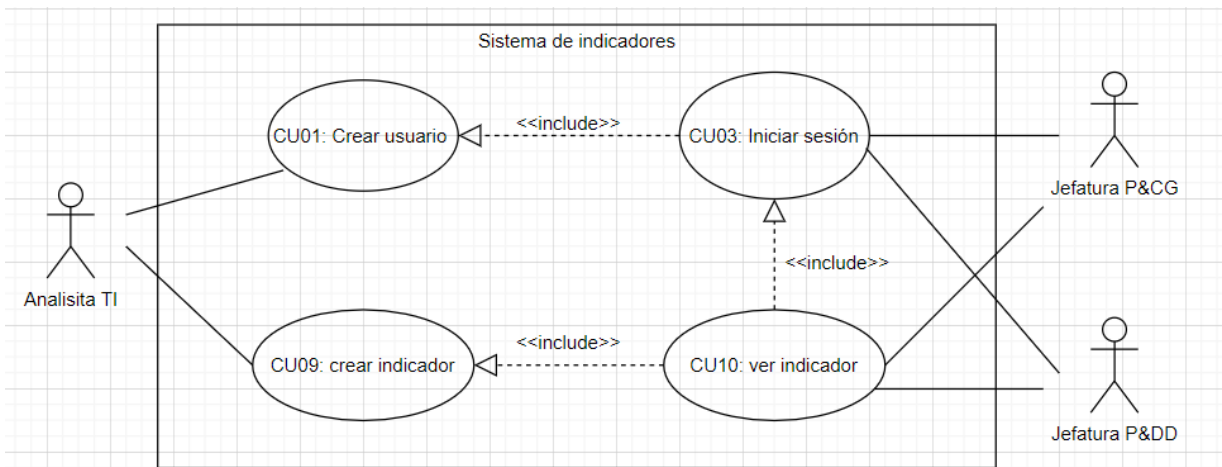 Sistema de indicadores
CU01: Crear usuario
<<include>>
CU03: Iniciar sesión
Jefatura P&CG
<<include>>
Analisita TI
CU09: crear indicador
<<include>>
CU10: ver indicador
Jefatura P&DD